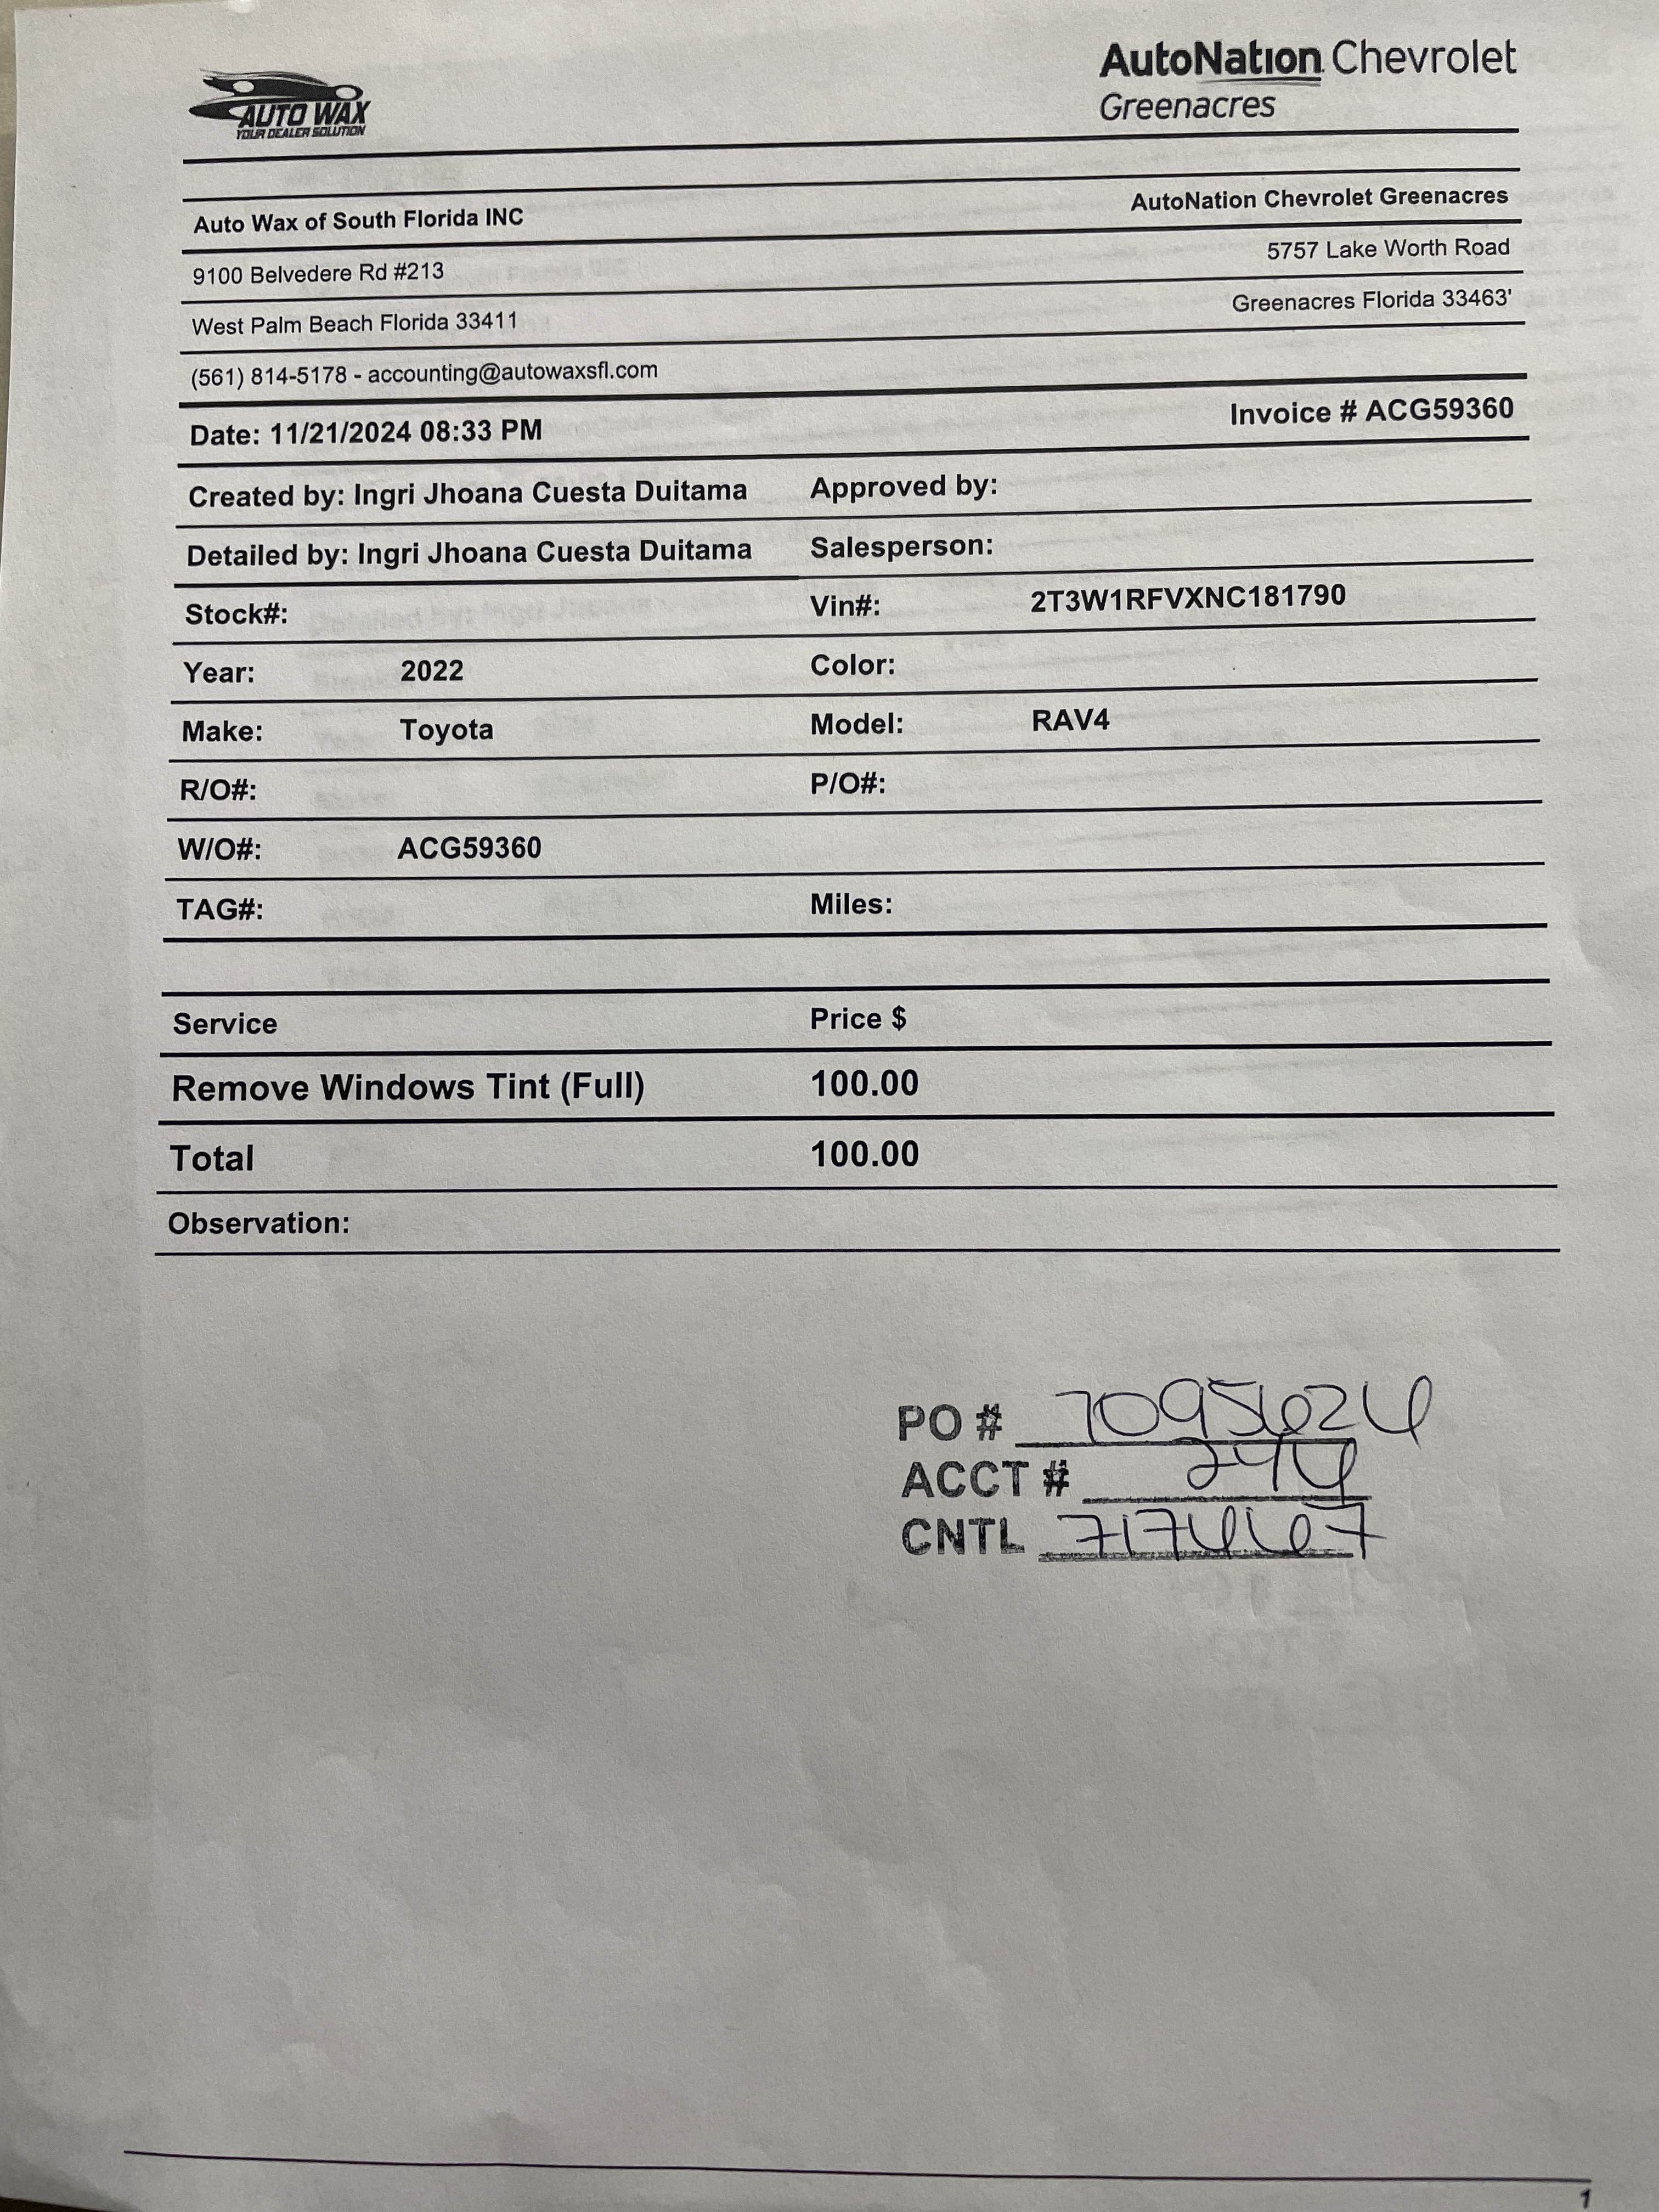 AUTO WAX
YOUR DEALER SOLUTION
AutoNation Chevrolet
Greenacres
Auto Wax of South Florida INC AutoNation Chevrolet Greenacres
9100 Belvedere Rd #213 5757 Lake Worth Road
West Palm Beach Florida 33411 Greenacres Florida 33463'
(561) 814-5178 - accounting@autowaxsfl.com
Date: 11/21/2024 08:33 PM Invoice # ACG59360
Created by: Ingri Jhoana Cuesta Duitama Approved by:
Detailed by: Ingri Jhoana Cuesta Duitama Salesperson:
Stock#: Vin#: 2T3W1RFVXNC181790
Year: 2022 Color:
Make: Toyota Model: RAV4
R/O#: P/O#:
W/O#: ACG59360
TAG#: Miles:
Service Price $
Remove Windows Tint (Full) 100.00
Total 100.00
Observation:
PO #
ACCT # 244
CNTL
1